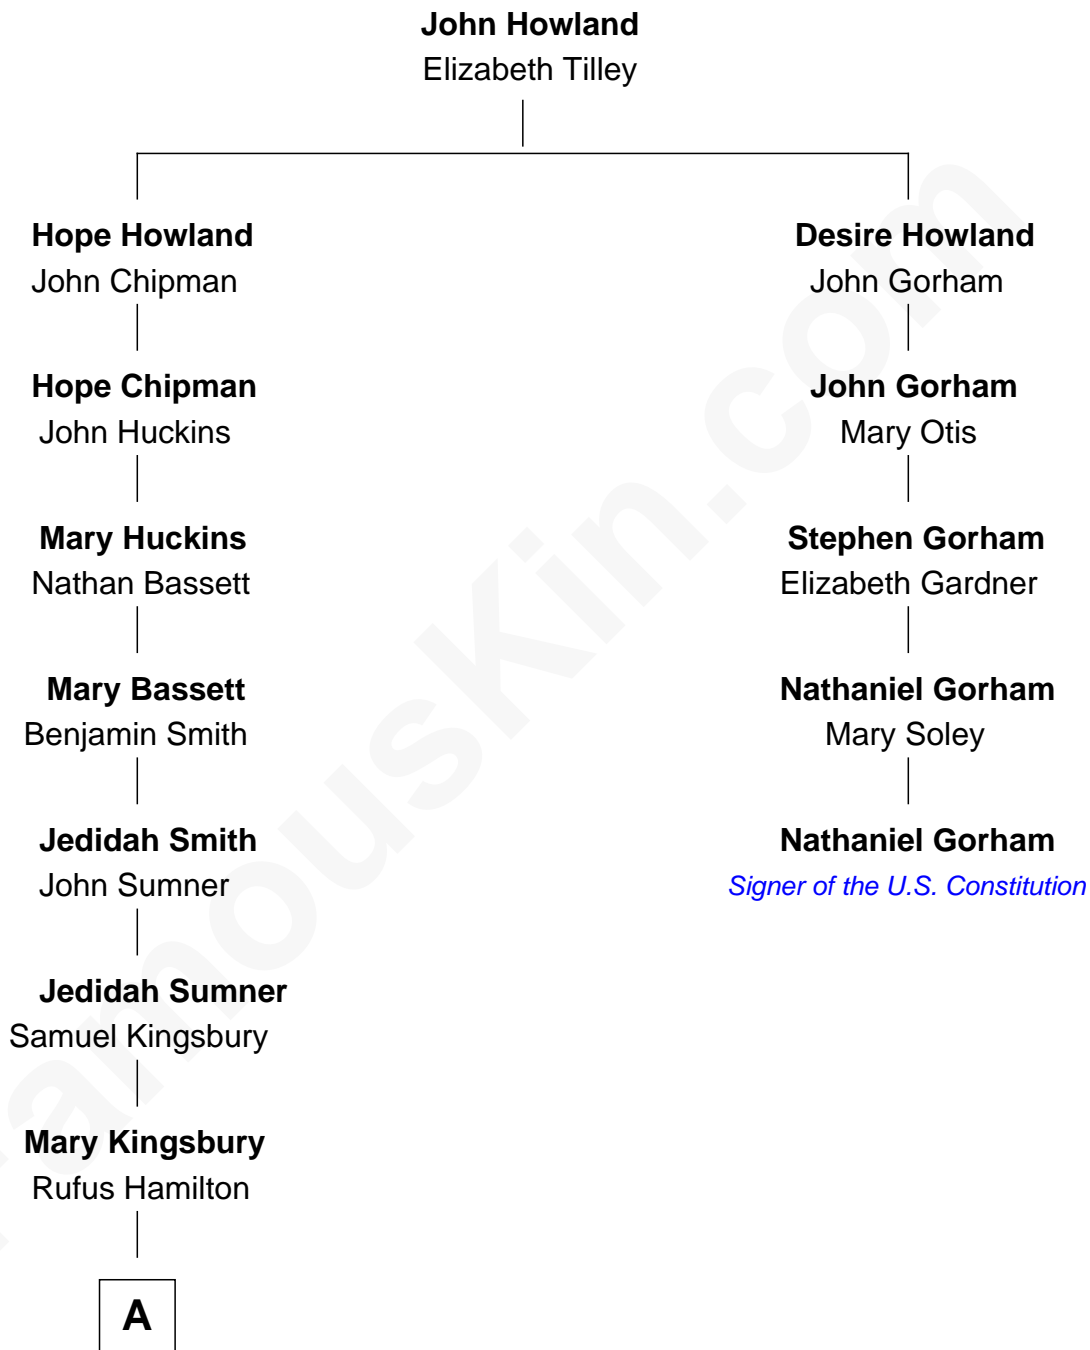 John Howland
Elizabeth Tilley
Hope Howland
John Chipman
Hope Chipman
John Huckins
Mary Huckins
Nathan Bassett
Mary Bassett
Benjamin Smith
Jedidah Smith
John Sumner
Jedidah Sumner
Samuel Kingsbury
Mary Kingsbury
Rufus Hamilton
A
Desire Howland
John Gorham
John Gorham
Mary Otis
Stephen Gorham
Elizabeth Gardner
Nathaniel Gorham
Mary Soley
Nathaniel Gorham
Signer of the U.S. Constitution
FamousKin.com